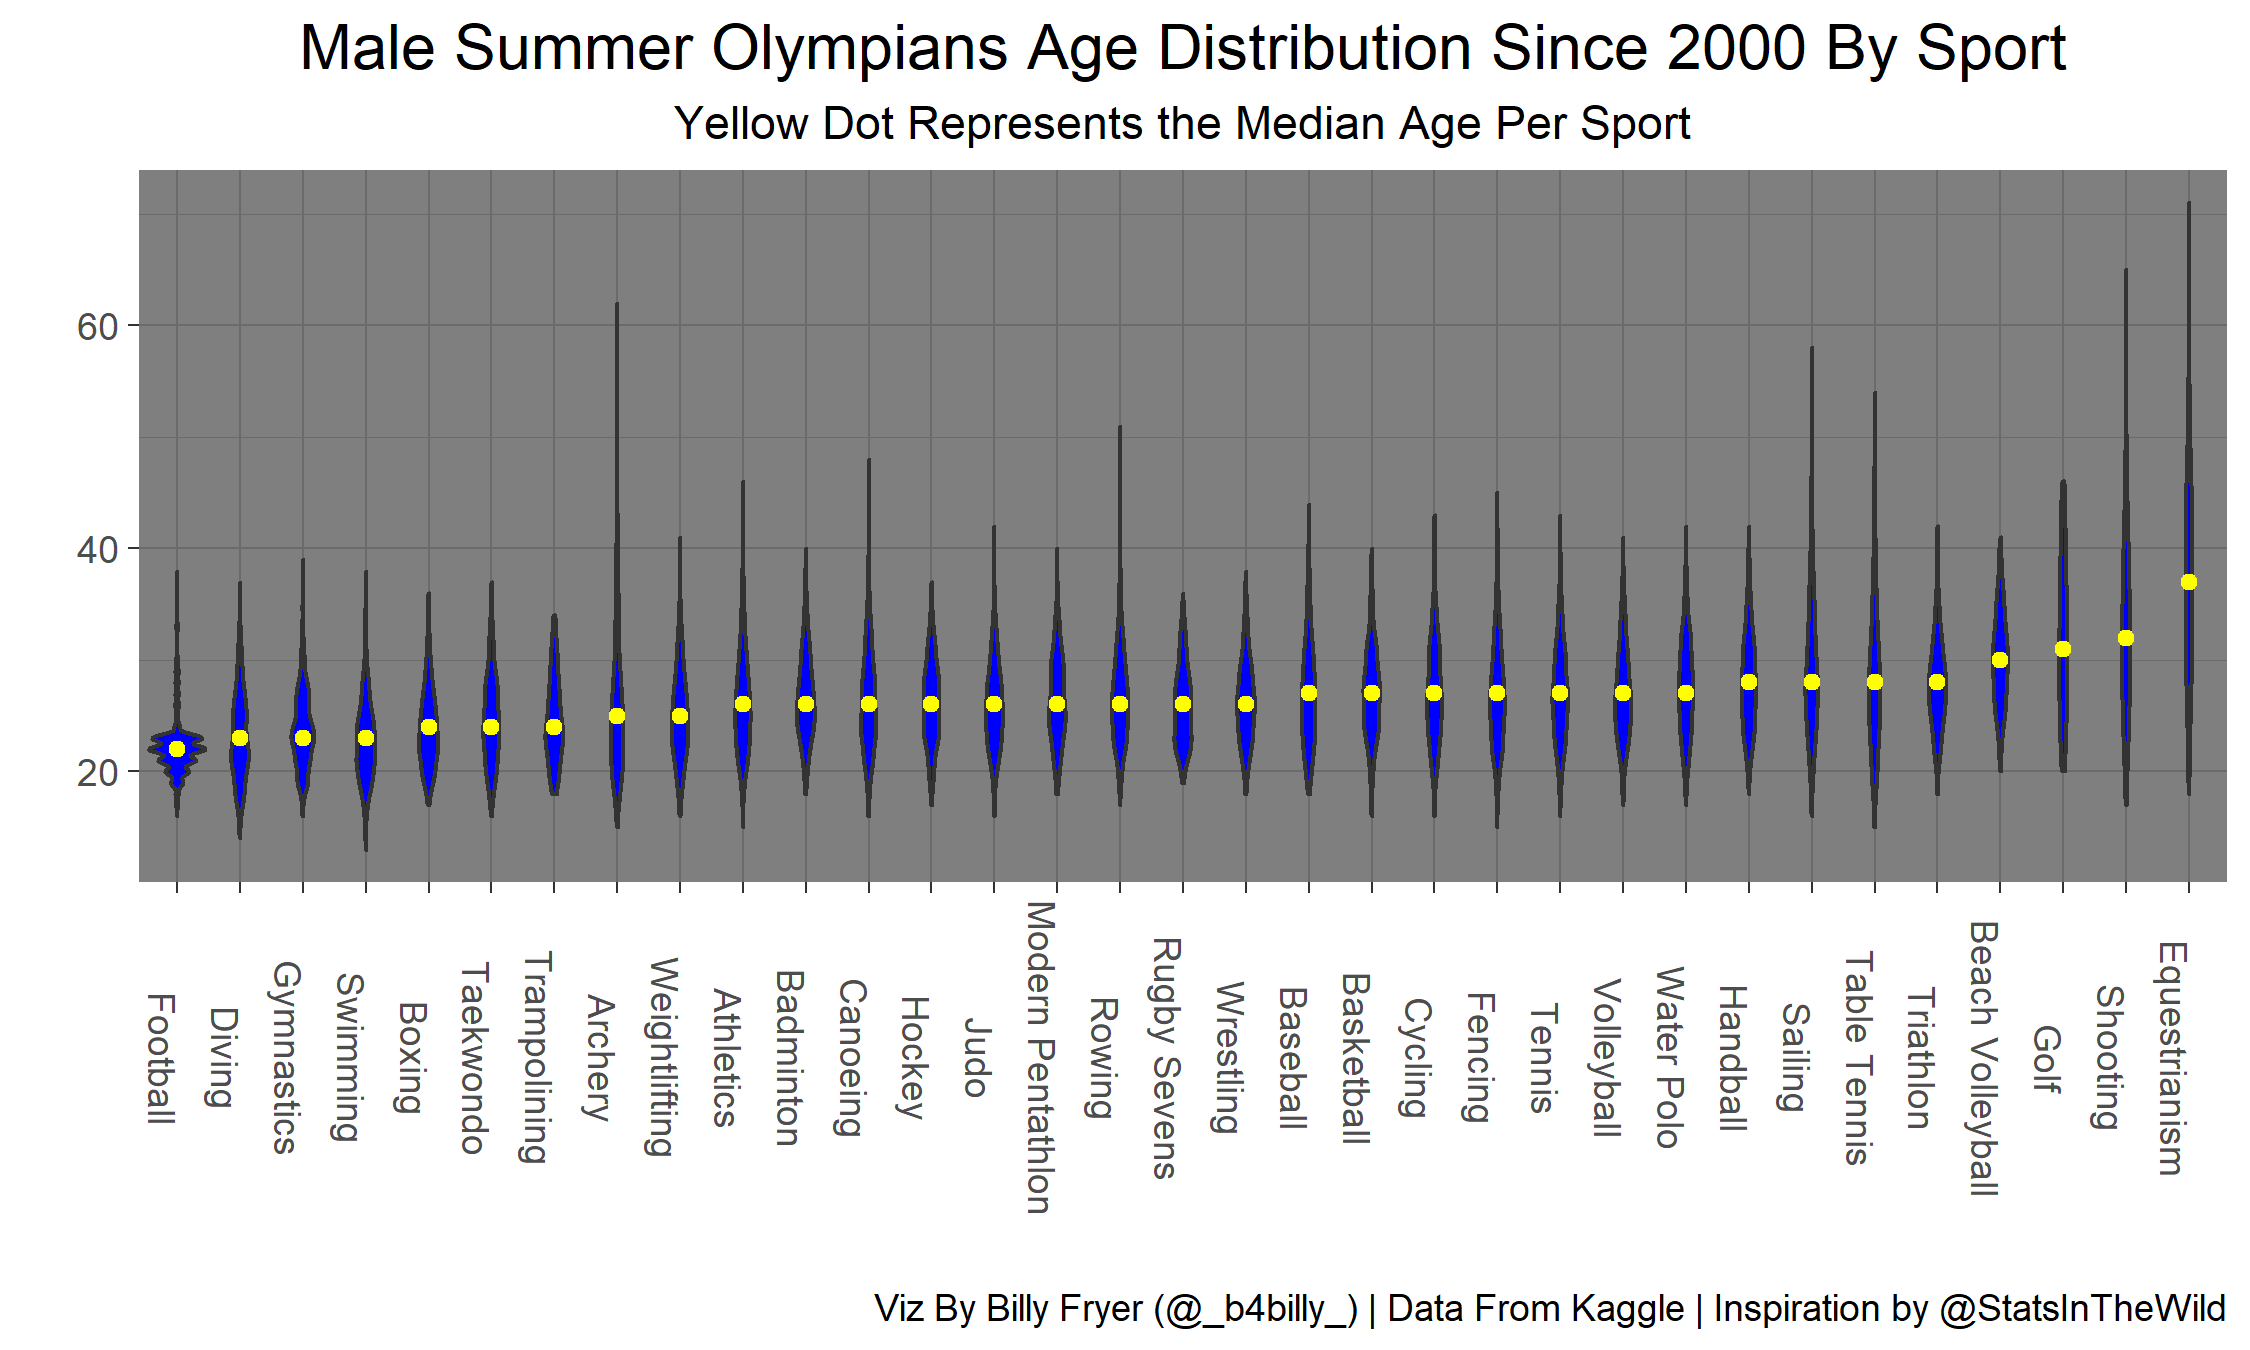 Male Summer Olympians Age Distribution Since 2000 By Sport
Yellow Dot Represents the Median Age Per Sport
60
40
20
Football
Diving
Gymnastics
Swimming
Boxing
Taekwondo
Trampolining
Archery
Weightlifting
Athletics
Badminton
Canoeing
Hockey
Judo
Modern Pentathlon
Rowing
Rugby Sevens
Wrestling
Baseball
Basketball
Cycling
Fencing
Tennis
Volleyball
Water Polo
Handball
Sailing
Table Tennis
Triathlon
Beach Volleyball
Golf
Shooting
Equestrianism
Viz By Billy Fryer (@_b4billy_) | Data From Kaggle | Inspiration by @StatsInTheWild